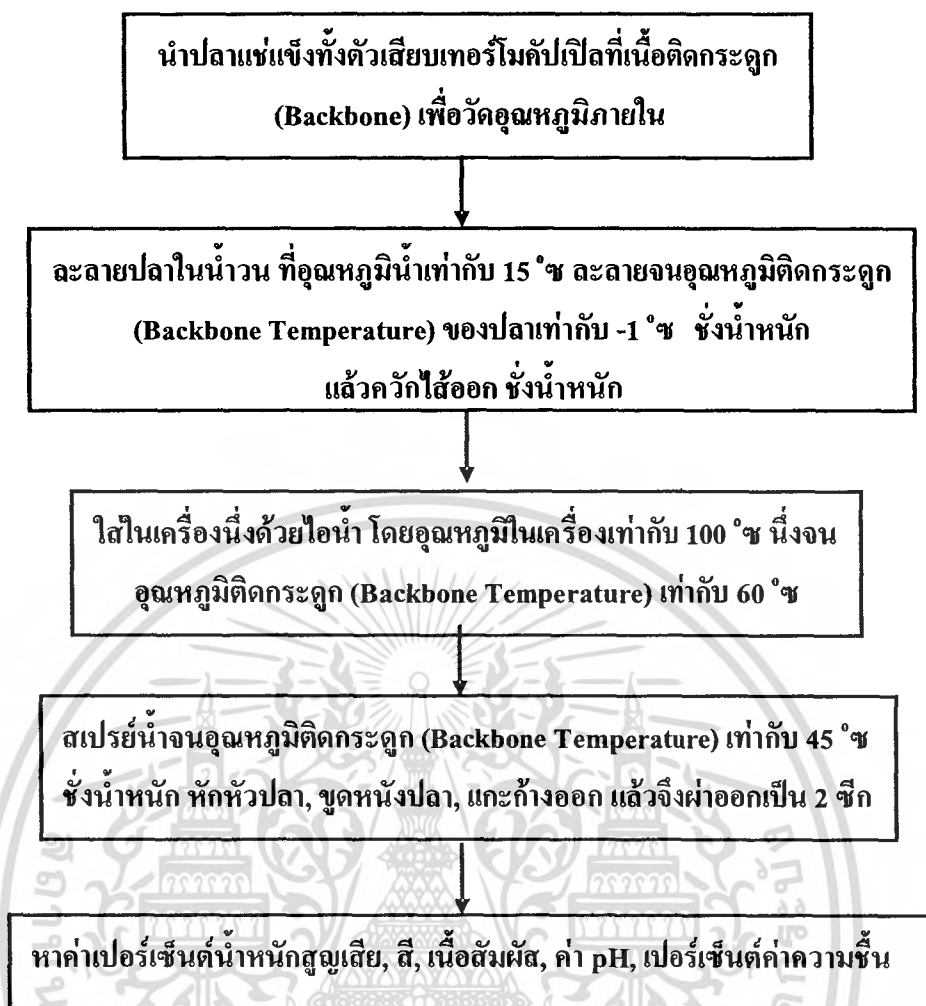 นำปลาแช่แข็งทั้งตัวเสียบเทอร์โมคัปเปิลที่เนื้อติดกระดูก
(Backbone) เพื่อวัดอุณหภูมิภายใน
ละลายปลาในน้ำวน ที่อุณหภูมิน้ำเท่ากับ 15 °ซ ละลายจนอุณหภูมิติดกระดูก
(Backbone Temperature) ของปลาเท่ากับ -1 °ซ ชั่งน้ำหนัก
แล้วควักไส้ออก ชั่งน้ำหนัก
ใส่ในเครื่องนึ่งด้วยไอน้ำ โดยอุณหภูมิในเครื่องเท่ากับ 100 °ซ นึ่งจน
อุณหภูมิติดกระดูก (Backbone Temperature) เท่ากับ 60 °ซ
สเปรย์น้ำจนอุณหภูมิติดกระดูก (Backbone Temperature) เท่ากับ 45 °ซ
ชั่งน้ำหนัก หักหัวปลา, ขูดหนังปลา, แกะก้างออก แล้วจึงผ่าออกเป็น 2 ซีก
หาค่าเปอร์เซ็นต์น้ำหนักสูญเสีย, สี, เนื้อสัมผัส, ค่า pH, เปอร์เซ็นต์ค่าความชื้น